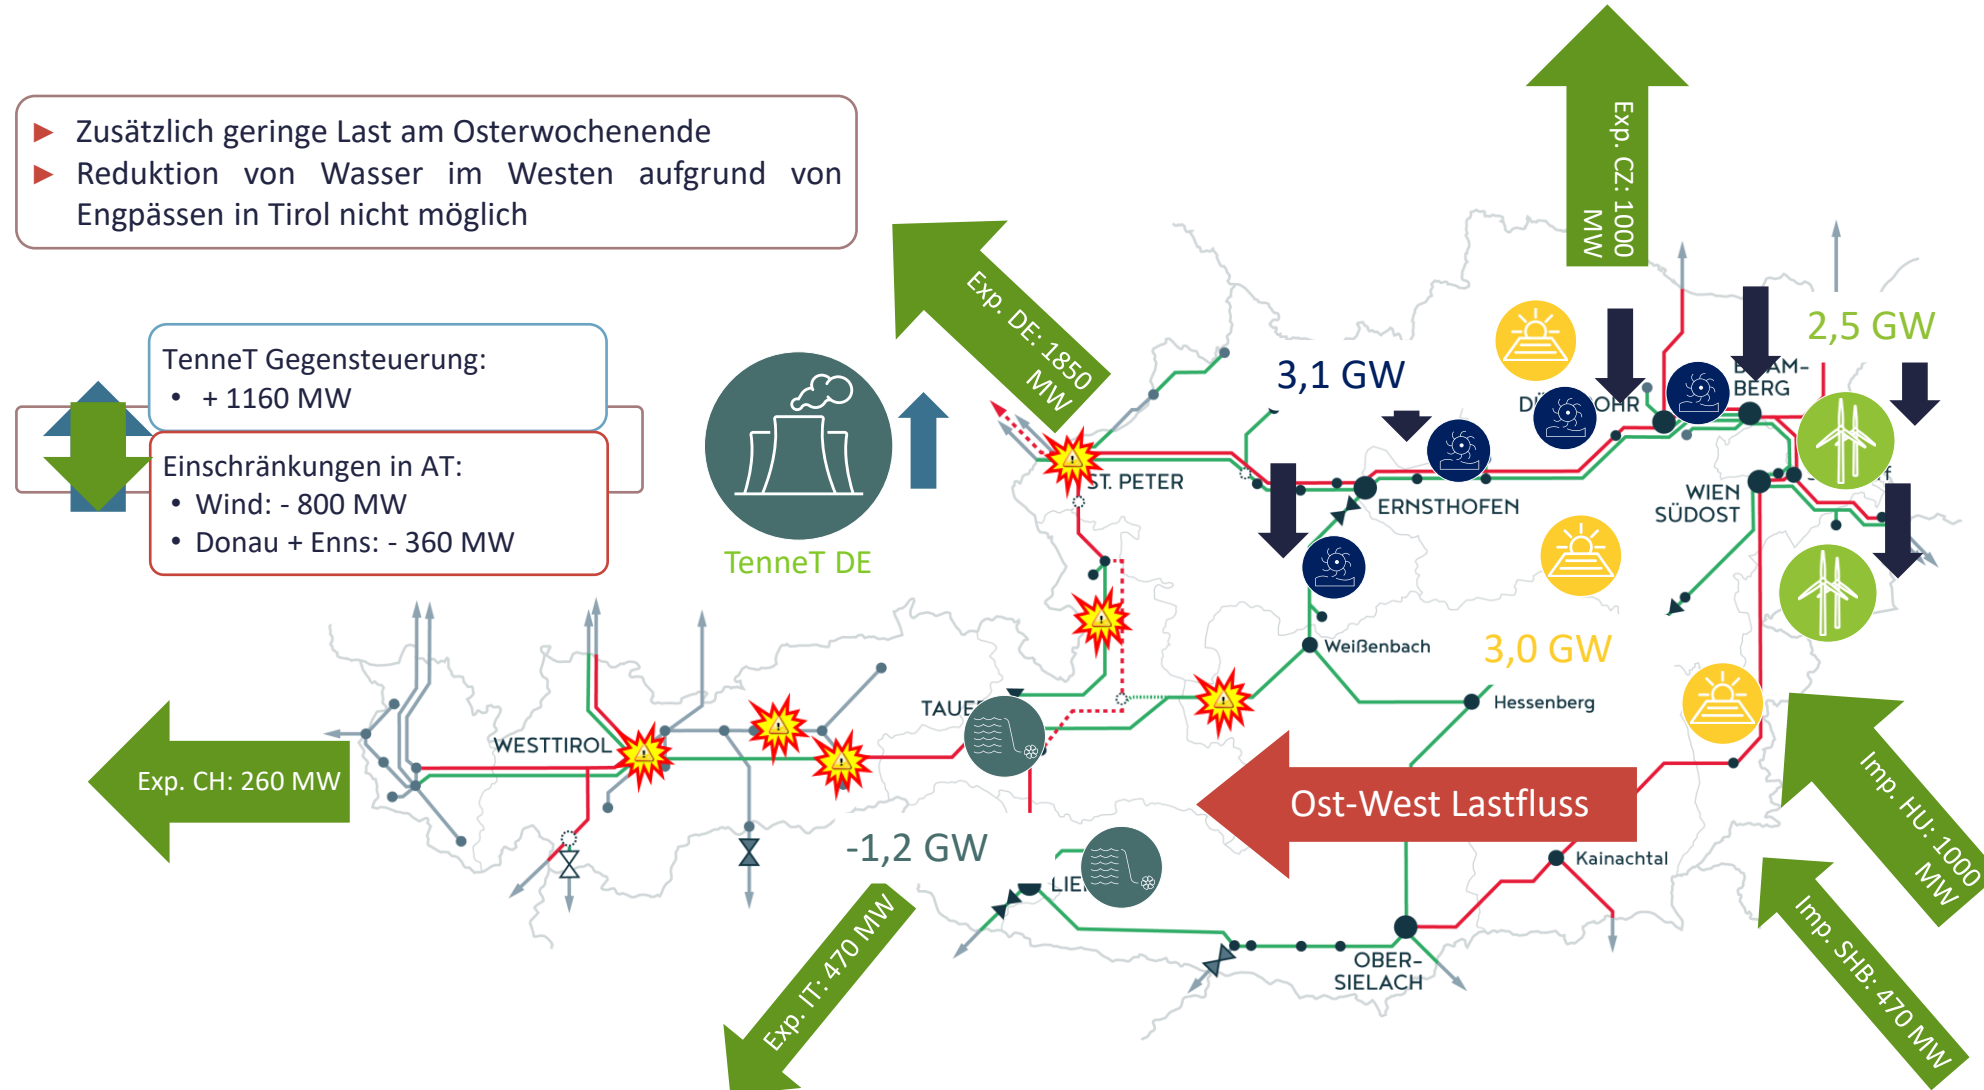 Zusätzlich geringe Last am Osterwochenende
Reduktion von Wasser im Westen aufgrund von
Engpässen in Tirol nicht möglich
TenneT Gegensteuerung:
• + 1160 MW
Einschränkungen in AT:
• Wind: - 800 MW
• Donau + Enns: - 360 MW
TenneT DE
Exp. DE: 1850
MW
Exp. CZ: 1000
MW
3,1 GW
2,5 GW
BERG
ST. PETER
ERNSTHOFEN
WIEN
SÜDOST
Weißenbach
3,0 GW
Hessenberg
WESTTIROL
Exp. CH: 260 MW
Ost-West Lastfluss
-1,2 GW
Kainachtal
Imp. HU: 1000
MW
Imp. SHB: 470 MW
Exp. IT: 470 MW
OBER-
SIELACH